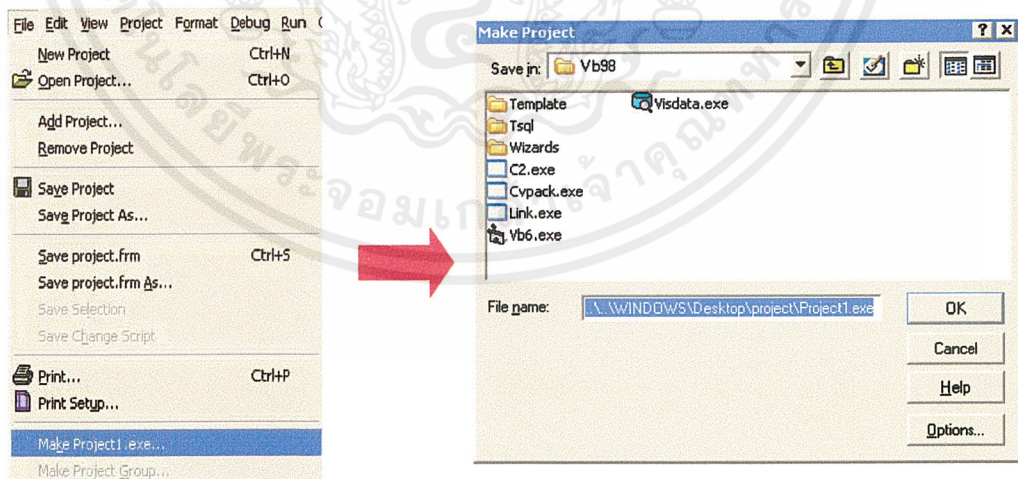 File Edit View Project Format Debug Run
New Project Ctrl+N
Open Project... Ctrl+O
Add Project...
Remove Project
Save Project
Save Project As...
Save project.frm Ctrl+S
Save project.frm As...
Save Selection
Save Change Script
Print... Ctrl+P
Print Setup...
Make Project1.exe...
Make Project Group...
Make Project
Save in: Vb98
Template Visdata.exe
Tsql
Wizards
C2.exe
Cvpack.exe
Link.exe
Vb6.exe
File name: ..\..\WINDOWS\Desktop\project\Project1.exe OK
Cancel
Help
Options...